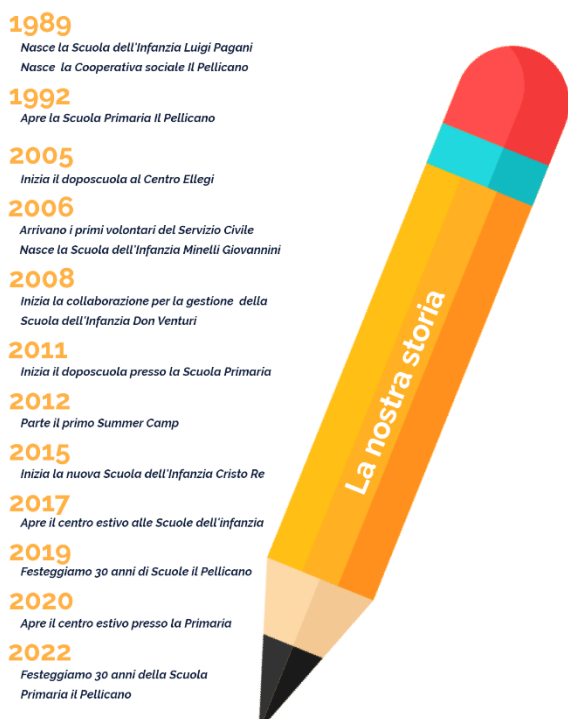 1989
Nasce la Scuola dell'Infanzia Luigi Pagani
Nasce la Cooperativa sociale Il Pellicano
1992
Apre la Scuola Primaria Il Pellicano
2005
Inizia il doposcuola al Centro Ellegi
2006
Arrivano i primi volontari del Servizio Civile
Nasce la Scuola dell'Infanzia Minelli Giovannini
2008
Inizia la collaborazione per la gestione della
Scuola dell'Infanzia Don Venturi
2011
Inizia il doposcuola presso la Scuola Primaria
2012
Parte il primo Summer Camp
2015
Inizia la nuova Scuola dell'Infanzia Cristo Re
2017
Apre il centro estivo alle Scuole dell'infanzia
2019
Festeggiamo 30 anni di Scuole il Pellicano
2020
Apre il centro estivo presso la Primaria
2022
Festeggiamo 30 anni della Scuola
Primaria il Pellicano
La nostra storia